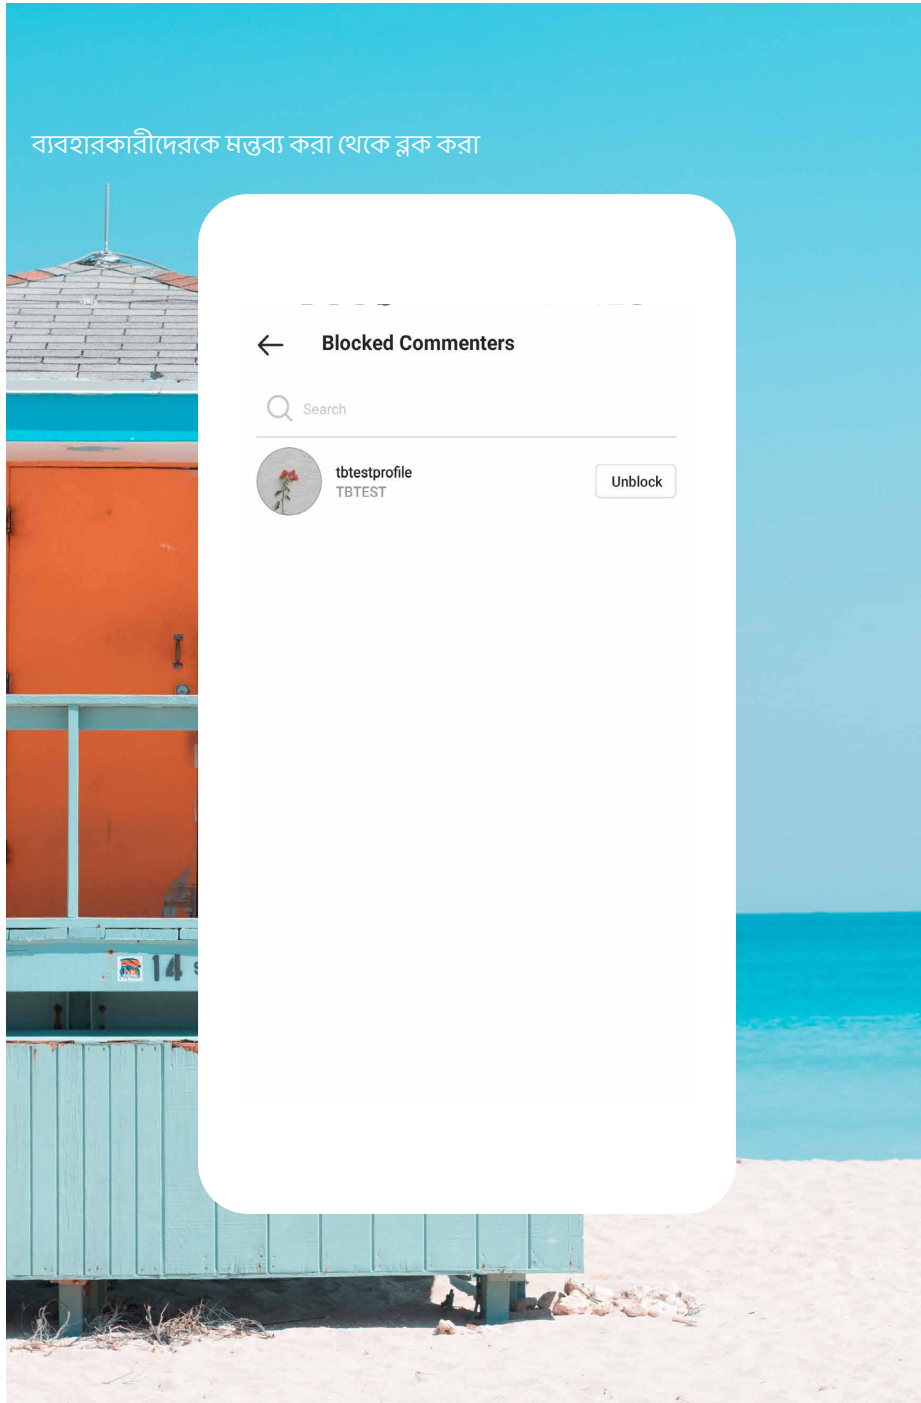 ব্যবহারকারীদেরকে মন্তব্য করা থেকে ব্লক করা
Blocked Commenters
Search
tbtestprofile
TBTEST
Unblock
14